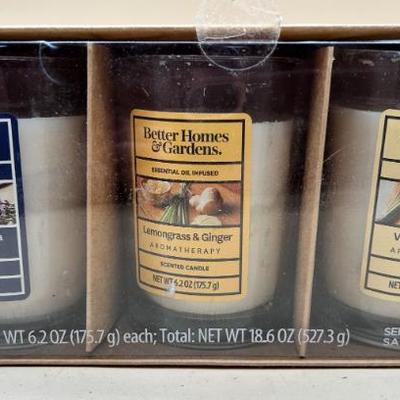 Better Homes
& Gardens.
ESSENTIAL OIL INFUSED
Lemongrass & Ginger
AROMATHERAPY
SCENTED CANDLE
NET WT 6.2 OZ (175.7 g)
WT 6.2 OZ (175.7 g) each; Total: NET WT 18.6 OZ (527.3 g)